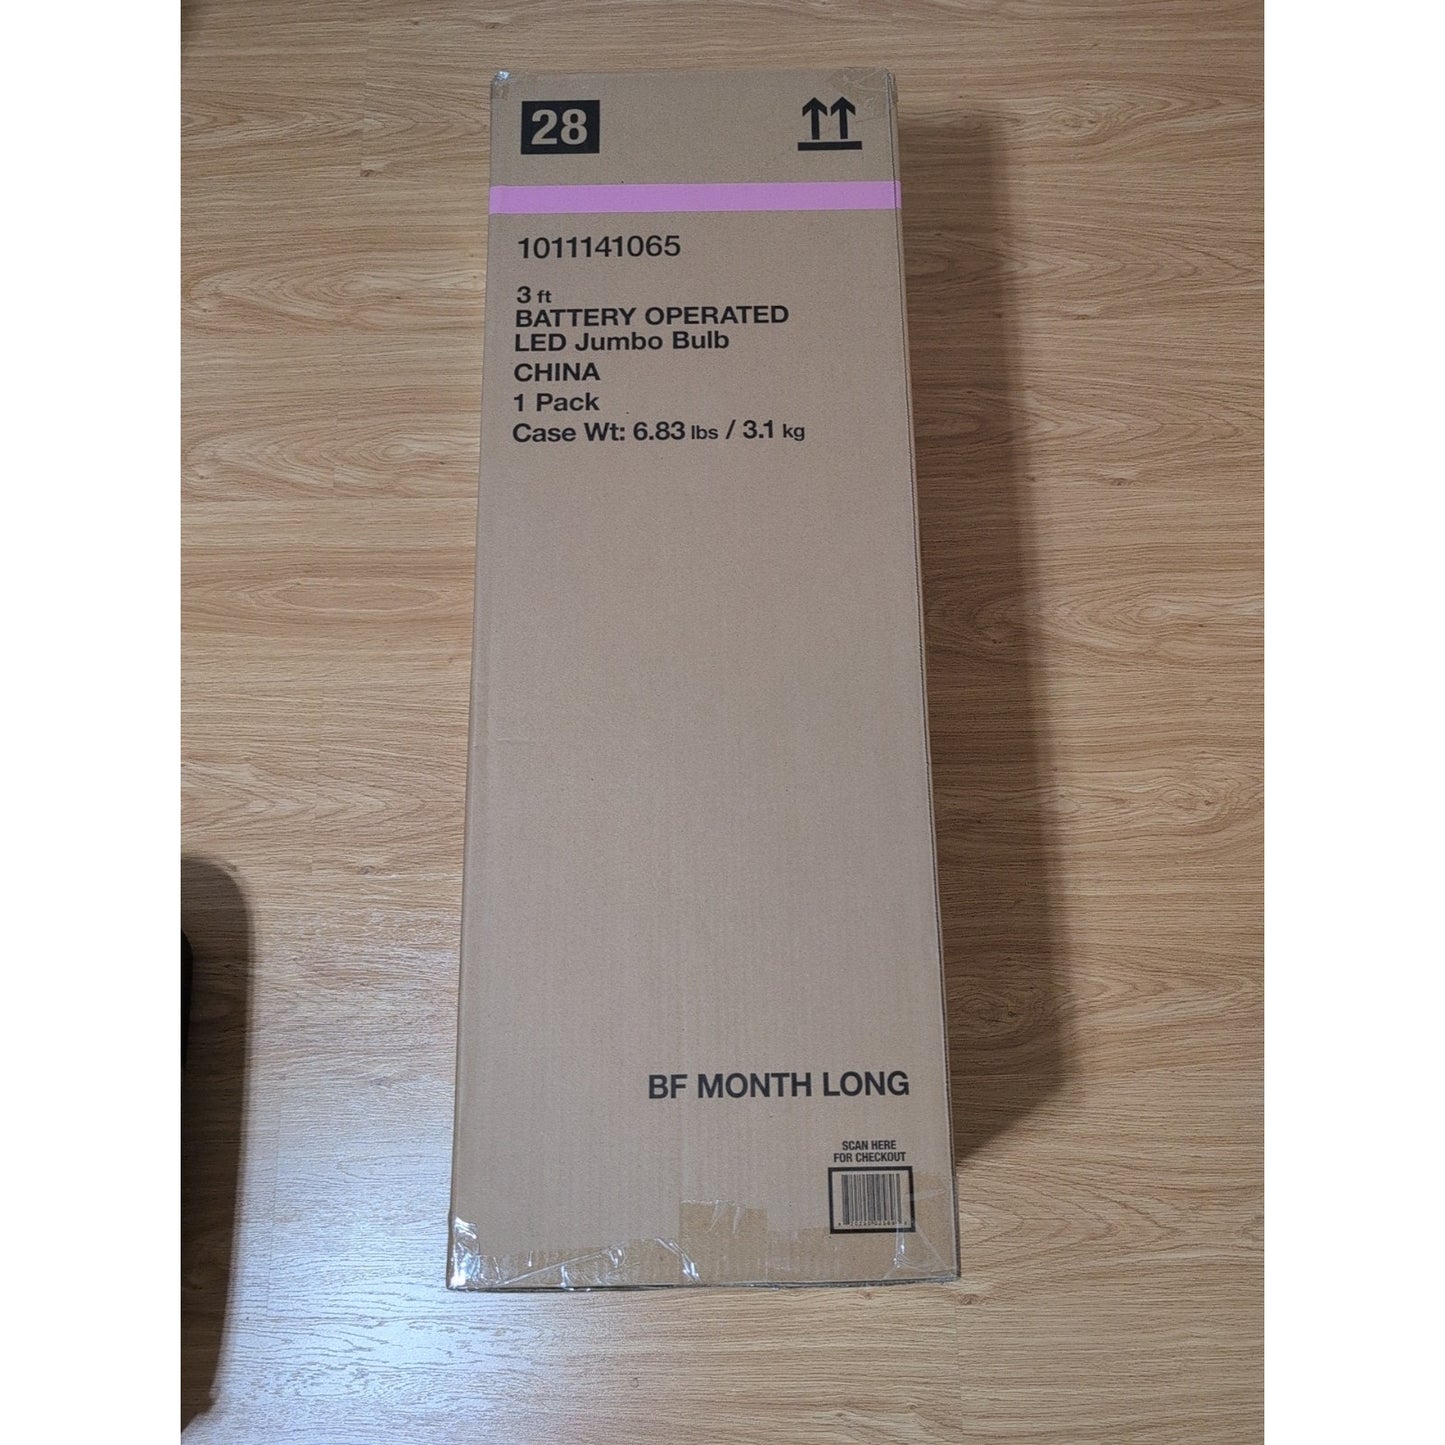 28
1011141065
3 ft
BATTERY OPERATED
LED Jumbo Bulb
CHINA
1 Pack
Case Wt: 6.83 lbs / 3.1 kg
BF MONTH LONG
SCAN HERE
FOR CHECKOUT